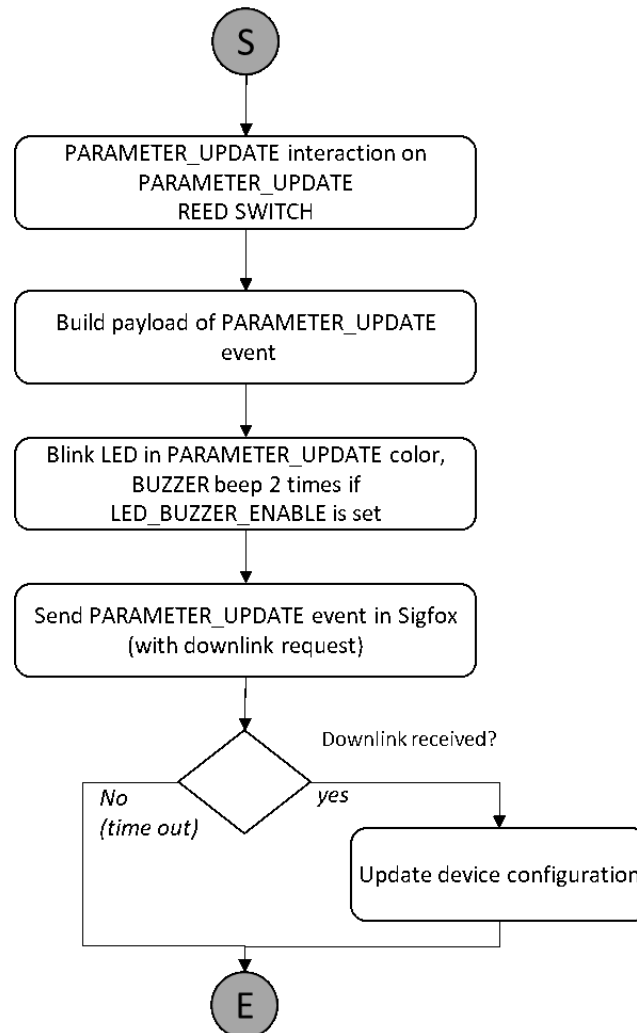 S
PARAMETER_UPDATE interaction on
PARAMETER_UPDATE
REED SWITCH
Build payload of PARAMETER_UPDATE
event
Blink LED in PARAMETER_UPDATE color,
BUZZER beep 2 times if
LED_BUZZER_ENABLE is set
Send PARAMETER_UPDATE event in Sigfox
(with downlink request)
Downlink received?
No
(time out)
yes
Update device configuration
E